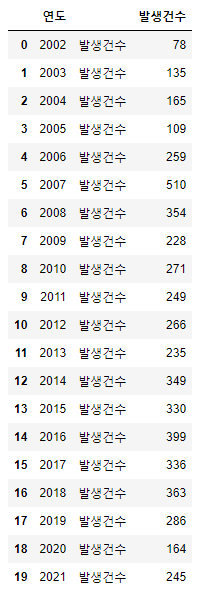 연도 발생건수
0 2002 발생건수 78
1 2003 발생건수 135
2 2004 발생건수 165
3 2005 발생건수 109
4 2006 발생건수 259
5 2007 발생건수 510
6 2008 발생건수 354
7 2009 발생건수 228
8 2010 발생건수 271
9 2011 발생건수 249
10 2012 발생건수 266
11 2013 발생건수 235
12 2014 발생건수 349
13 2015 발생건수 330
14 2016 발생건수 399
15 2017 발생건수 336
16 2018 발생건수 363
17 2019 발생건수 286
18 2020 발생건수 164
19 2021 발생건수 245